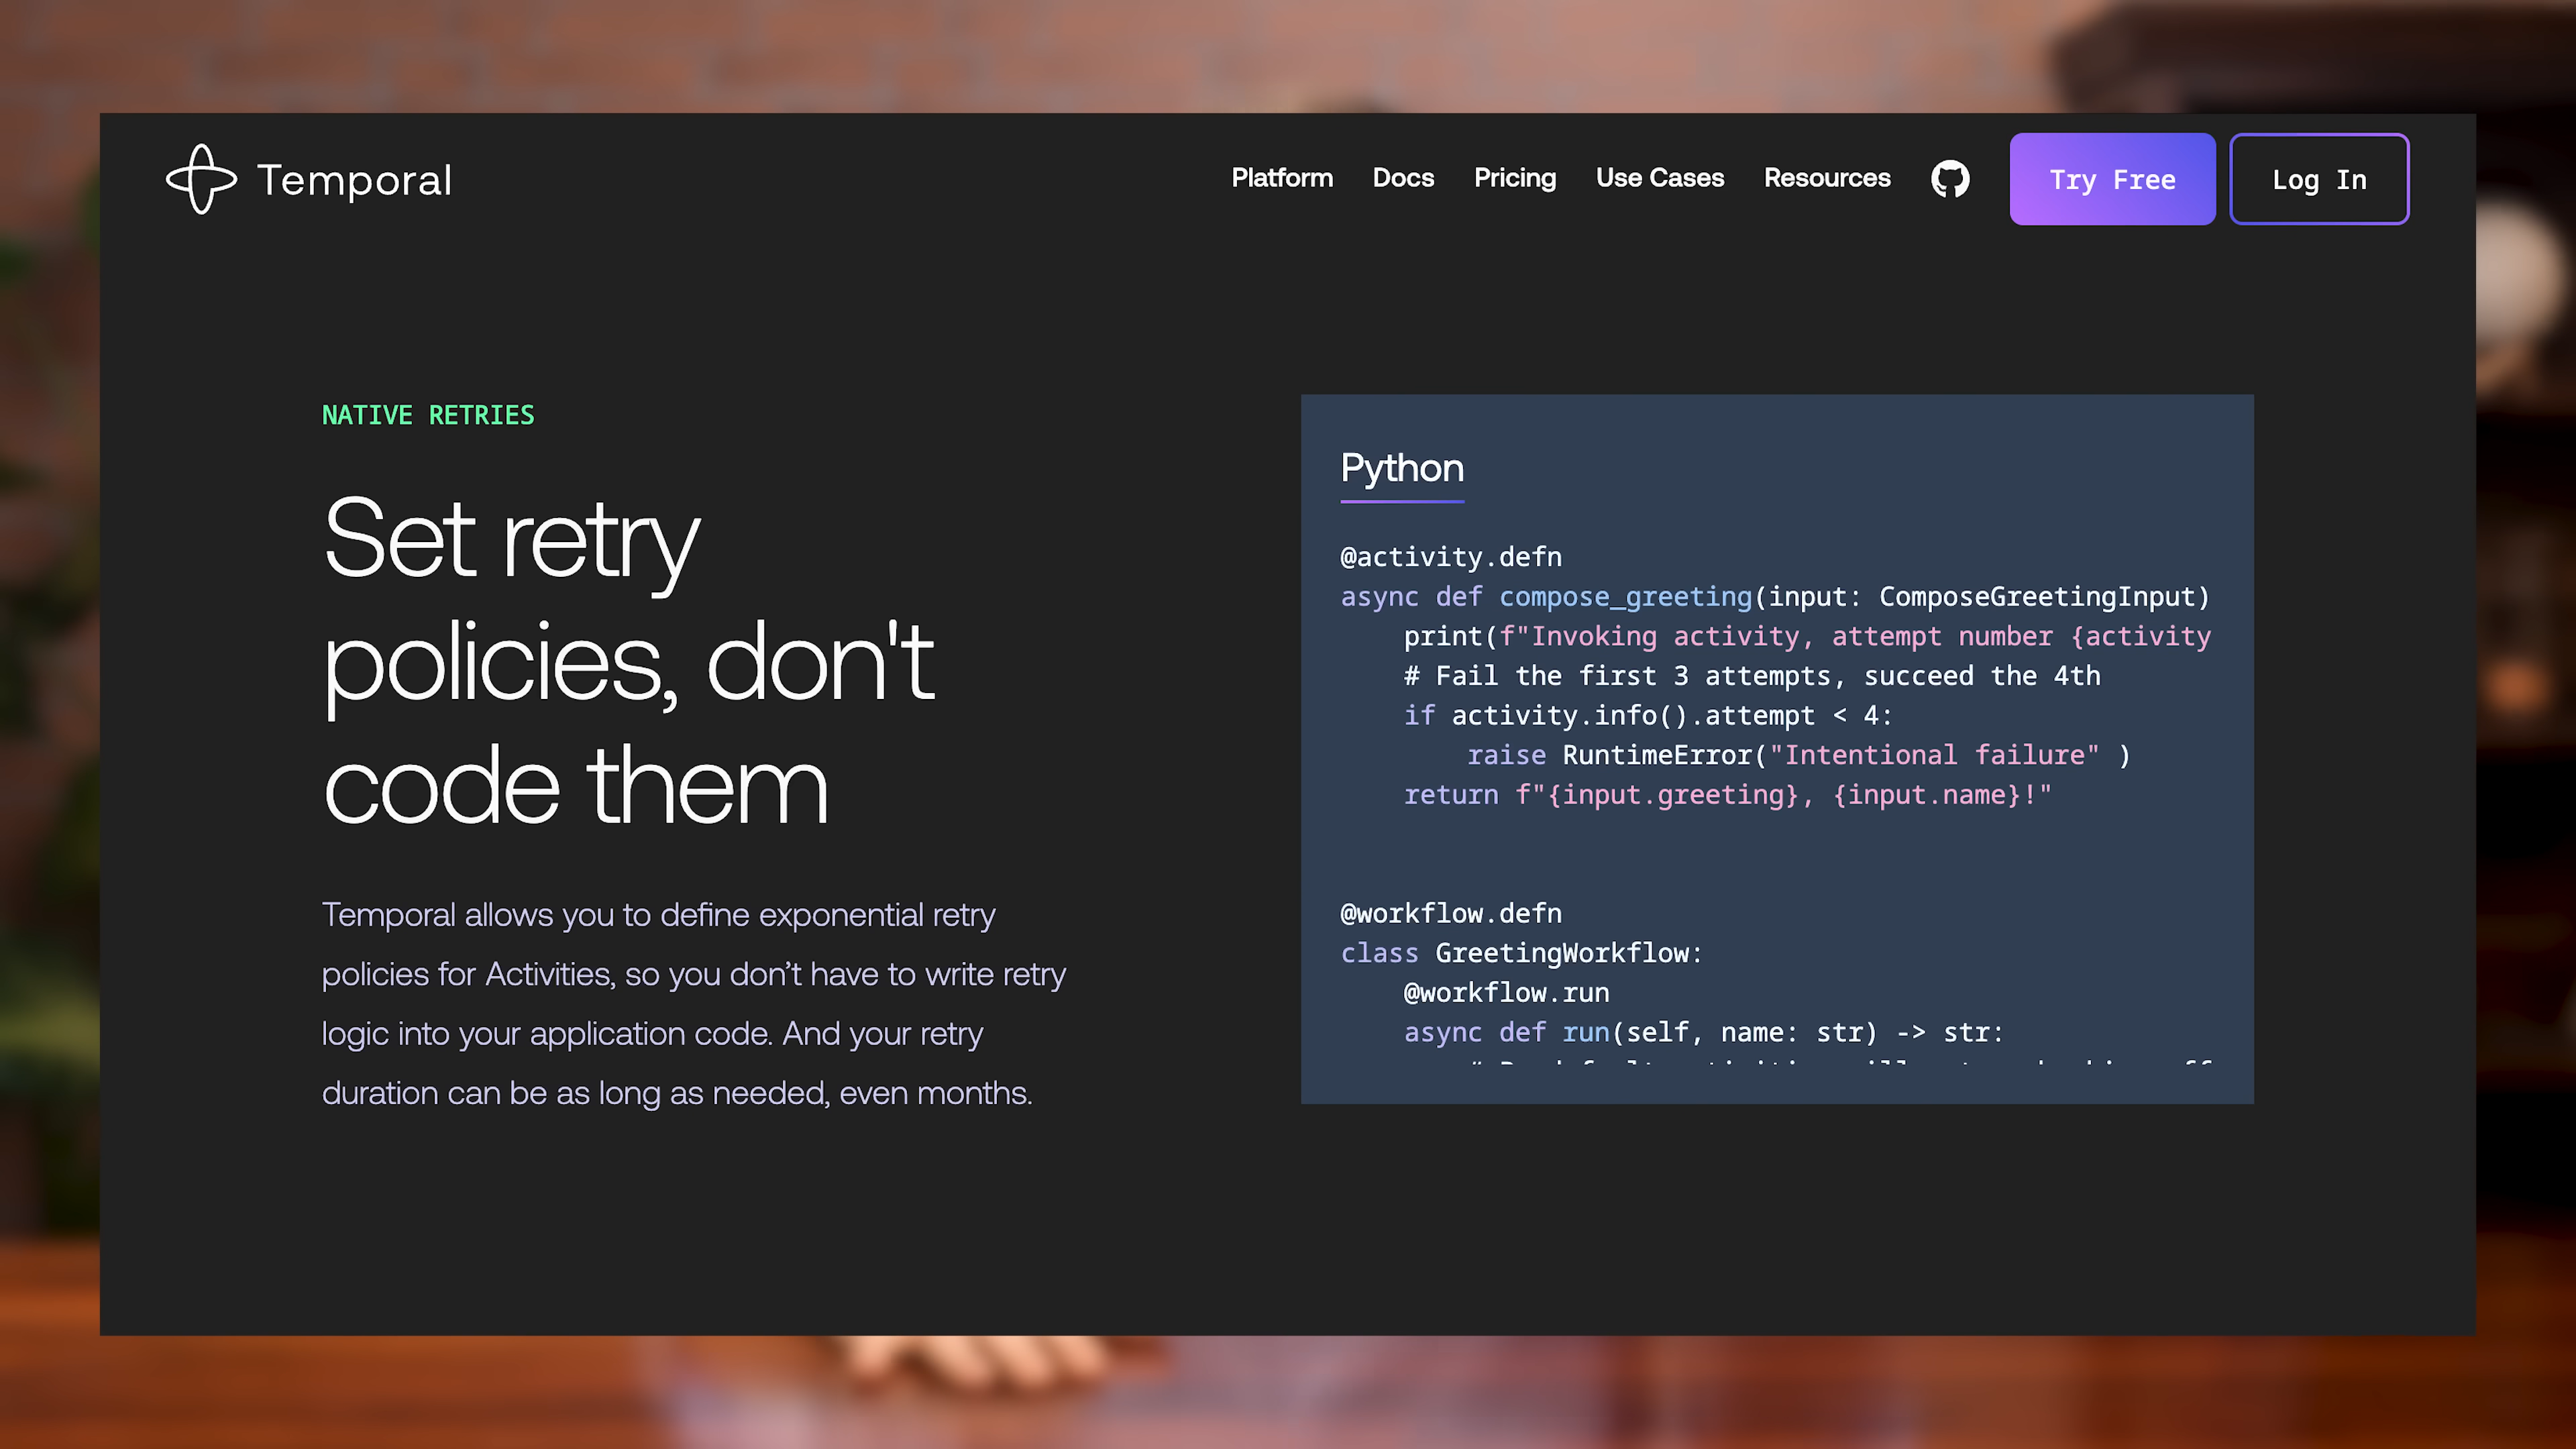 Temporal
Platform
Docs
Pricing
Use Cases
Resources
Try Free
Log In
NATIVE RETRIES
Set retry
policies, don't
code them
Temporal allows you to define exponential retry
policies for Activities, so you don’t have to write retry
logic into your application code. And your retry
duration can be as long as needed, even months.
Python
@activity.defn
async def compose_greeting(input: ComposeGreetingInput)
    print(f"Invoking activity, attempt number {activity
    # Fail the first 3 attempts, succeed the 4th
    if activity.info().attempt < 4:
        raise RuntimeError("Intentional failure" )
    return f"{input.greeting}, {input.name}!"
@workflow.defn
class GreetingWorkflow:
    @workflow.run
    async def run(self, name: str) -> str: